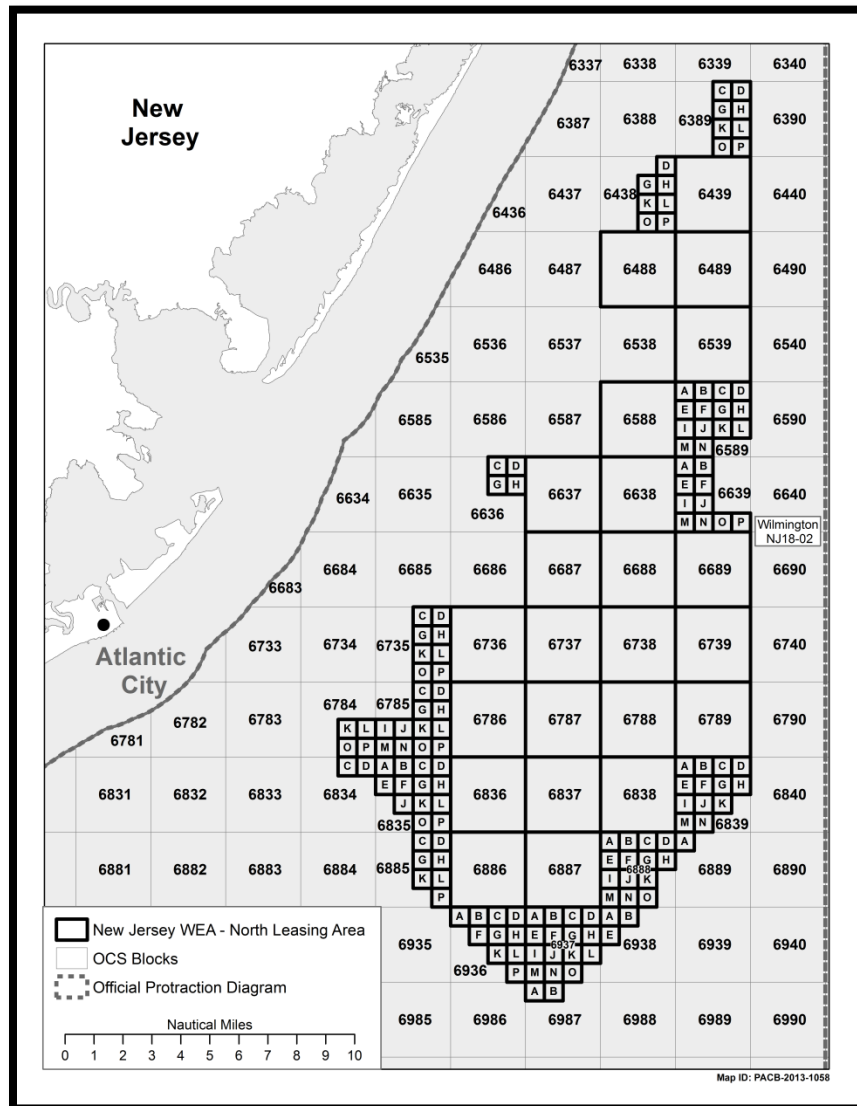 6337 6338 6339 6340
New
Jersey
C D
G H
6387 6388 6389 6390
K L
O P
D
6436 6437 6438 G H 6439 6440
K L
O P
6486 6487 6488 6489 6490
6535 6536 6537 6538 6539 6540
A B C D
6585 6586 6587 6588 E F G H 6590
I J K L
M N 6589
C D A B
6634 6635 G H 6637 6638 E F 6639 6640
6636 I J
M N O P
Wilmington
NJ18-02
6683 6684 6685 6686 6687 6688 6689 6690
C D
6733 6734 6735 G H 6736 6737 6738 6739 6740
K L
O P
Atlantic
City
C D
6781 6782 6783 6784 6785 G H 6786 6787 6788 6789 6790
K L I J K L
O P M N O P
C D A B C D A B C D
6831 6832 6833 6834 E F G H 6836 6837 6838 E F G H 6840
J K L I J K
6835 O P M N 6839
C D A B C D A
6881 6882 6883 6884 6885 G H 6886 6887 E F G H 6889 6890
6888
K L I J K
P M N O
A B C D A B C D A B
6935 F G H E F G H E 6938 6939 6940
6937
K L I J K L
6936 P M N O
A B
6985 6986 6987 6988 6989 6990
New Jersey WEA - North Leasing Area
OCS Blocks
Official Protraction Diagram
Nautical Miles
0 1 2 3 4 5 6 7 8 9 10
Map ID: PACB-2013-1058